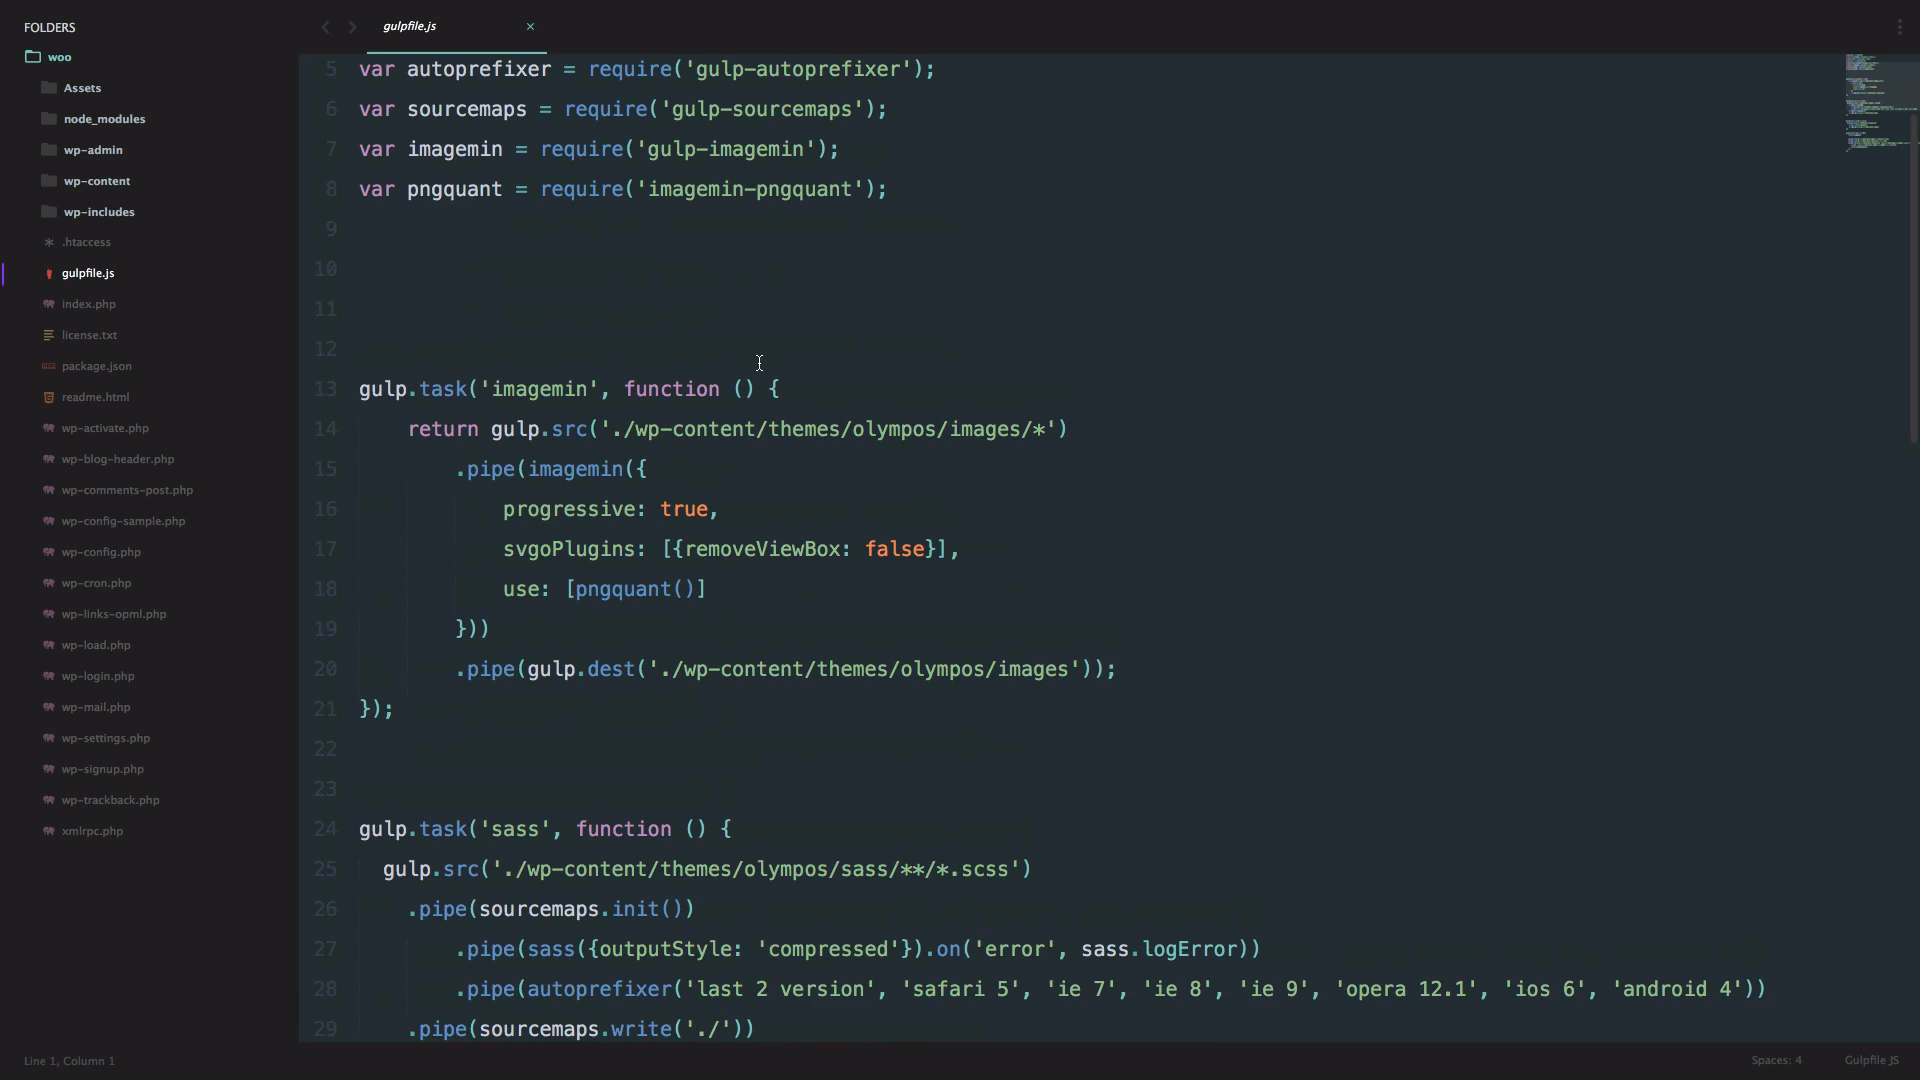 FOLDERS
woo
Assets
node_modules
wp-admin
wp-content
wp-includes
.htaccess
gulpfile.js
index.php
license.txt
package.json
readme.html
wp-activate.php
wp-blog-header.php
wp-comments-post.php
wp-config-sample.php
wp-config.php
wp-cron.php
wp-links-opml.php
wp-load.php
wp-login.php
wp-mail.php
wp-settings.php
wp-signup.php
wp-trackback.php
xmlrpc.php
gulpfile.js ×
5 var autoprefixer = require('gulp-autoprefixer');
6 var sourcemaps = require('gulp-sourcemaps');
7 var imagemin = require('gulp-imagemin');
8 var pngquant = require('imagemin-pngquant');
9
10
11
12
13 gulp.task('imagemin', function () {
14     return gulp.src('./wp-content/themes/olympos/images/*')
15         .pipe(imagemin({
16             progressive: true,
17             svgoPlugins: [{removeViewBox: false}],
18             use: [pngquant()]
19         }))
20         .pipe(gulp.dest('./wp-content/themes/olympos/images'));
21 });
22
23
24 gulp.task('sass', function () {
25   gulp.src('./wp-content/themes/olympos/sass/**/*.scss')
26     .pipe(sourcemaps.init())
27         .pipe(sass({outputStyle: 'compressed'}).on('error', sass.logError))
28         .pipe(autoprefixer('last 2 version', 'safari 5', 'ie 7', 'ie 8', 'ie 9', 'opera 12.1', 'ios 6', 'android 4'))
29     .pipe(sourcemaps.write('./'))
Line 1, Column 1
Spaces: 4
Gulpfile JS